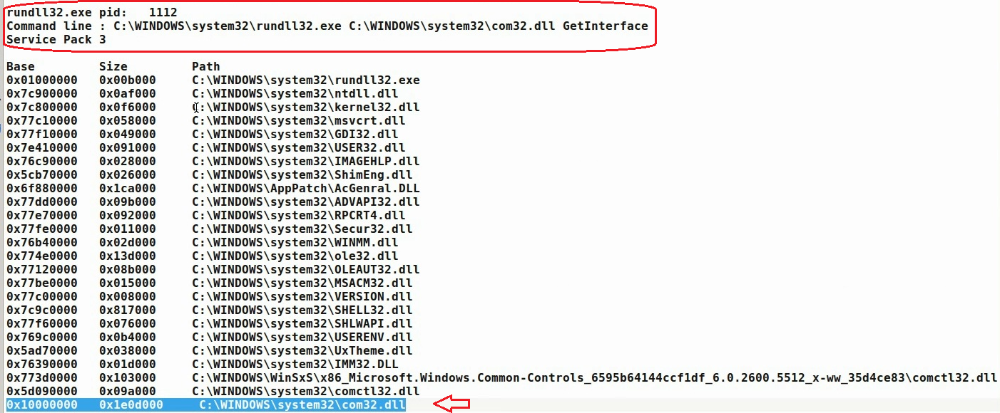 rundll32.exe pid:   1112
Command line : C:\WINDOWS\system32\rundll32.exe C:\WINDOWS\system32\com32.dll GetInterface
Service Pack 3
Base         Size         Path
0x01000000   0x00b000     C:\WINDOWS\system32\rundll32.exe
0x7c900000   0x0af000     C:\WINDOWS\system32\ntdll.dll
0x7c800000   0x0f6000     C:\WINDOWS\system32\kernel32.dll
0x77c10000   0x058000     C:\WINDOWS\system32\msvcrt.dll
0x77f10000   0x049000     C:\WINDOWS\system32\GDI32.dll
0x7e410000   0x091000     C:\WINDOWS\system32\USER32.dll
0x76c90000   0x028000     C:\WINDOWS\system32\IMAGEHLP.dll
0x5cb70000   0x026000     C:\WINDOWS\system32\ShimEng.dll
0x6f880000   0x1ca000     C:\WINDOWS\AppPatch\AcGenral.DLL
0x77dd0000   0x09b000     C:\WINDOWS\system32\ADVAPI32.dll
0x77e70000   0x092000     C:\WINDOWS\system32\RPCRT4.dll
0x77fe0000   0x011000     C:\WINDOWS\system32\Secur32.dll
0x76b40000   0x02d000     C:\WINDOWS\system32\WINMM.dll
0x774e0000   0x13d000     C:\WINDOWS\system32\ole32.dll
0x77120000   0x08b000     C:\WINDOWS\system32\OLEAUT32.dll
0x77be0000   0x015000     C:\WINDOWS\system32\MSACM32.dll
0x77c00000   0x008000     C:\WINDOWS\system32\VERSION.dll
0x7c9c0000   0x817000     C:\WINDOWS\system32\SHELL32.dll
0x77f60000   0x076000     C:\WINDOWS\system32\SHLWAPI.dll
0x769c0000   0x0b4000     C:\WINDOWS\system32\USERENV.dll
0x5ad70000   0x038000     C:\WINDOWS\system32\UxTheme.dll
0x76390000   0x01d000     C:\WINDOWS\system32\IMM32.DLL
0x773d0000   0x103000     C:\WINDOWS\WinSxS\x86_Microsoft.Windows.Common-Controls_6595b64144ccf1df_6.0.2600.5512_x-ww_35d4ce83\comctl32.dll
0x5d090000   0x09a000     C:\WINDOWS\system32\comctl32.dll
0x10000000   0x1e0d000     C:\WINDOWS\system32\com32.dll